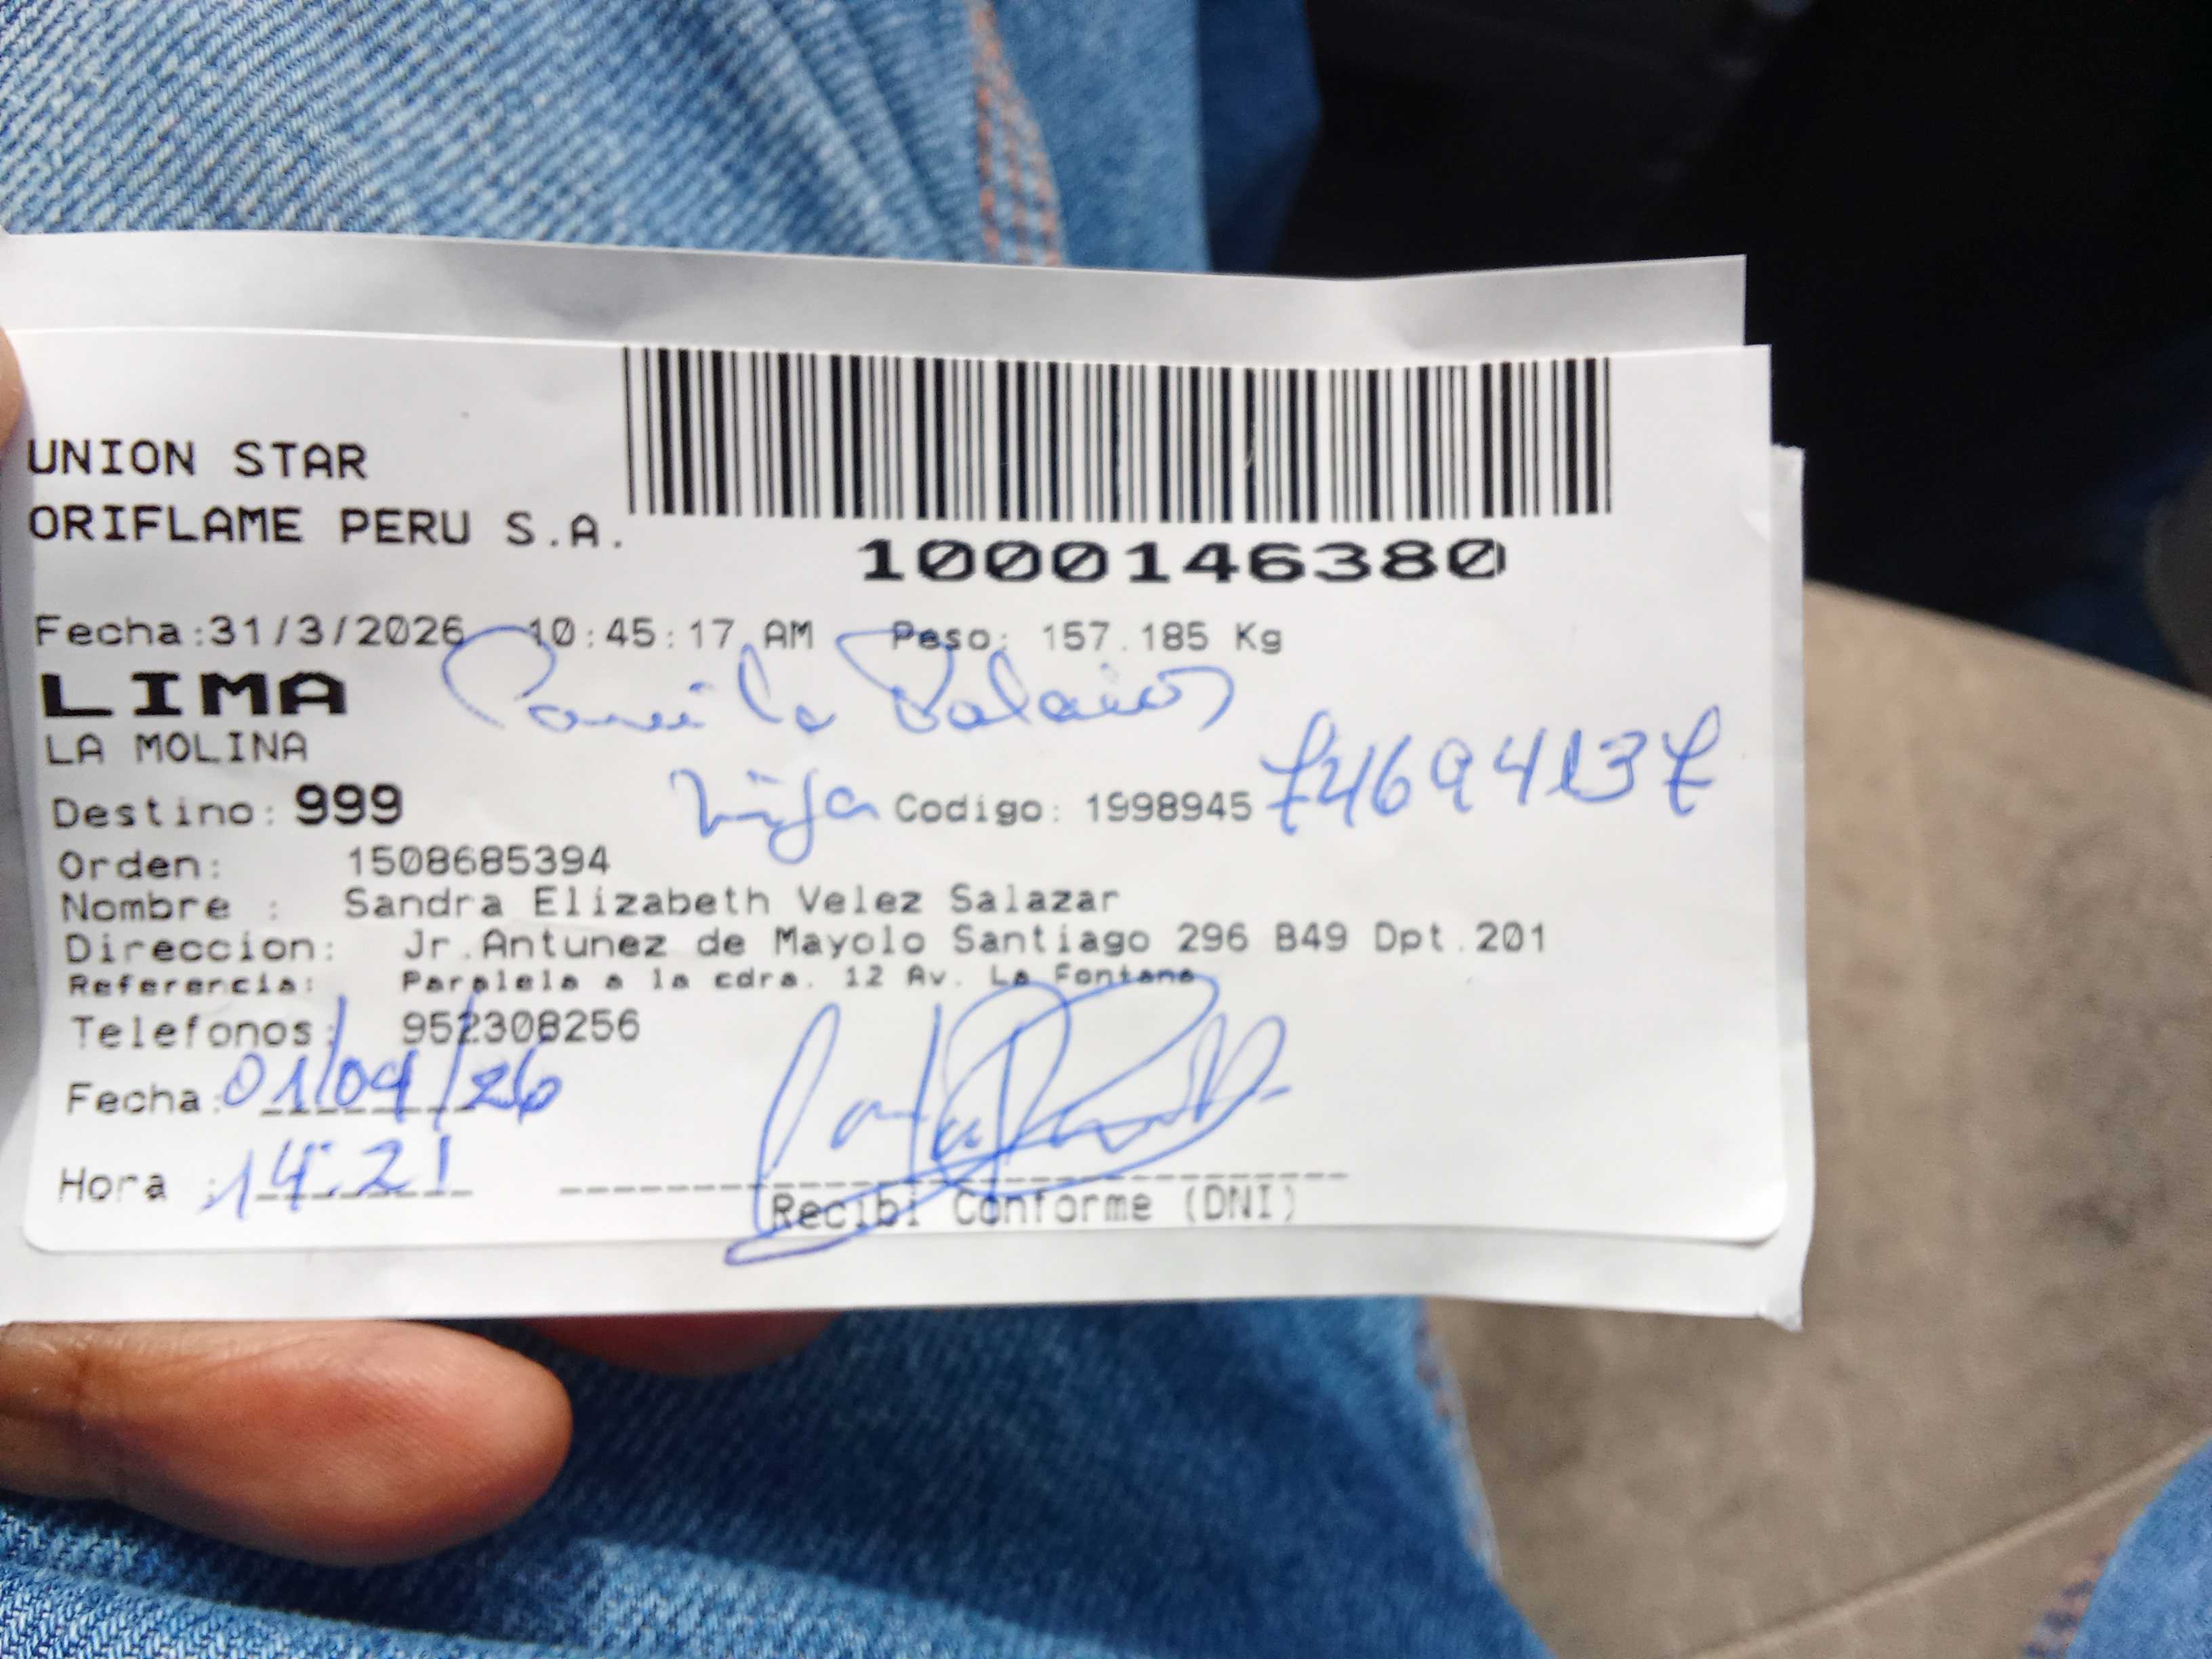 UNION STAR
ORIFLAME PERU S.A.
1000146380
Fecha:31/3/2026 10:45:17 AM Peso: 157.185 Kg
LIMA
Camila Palacios
LA MOLINA
hija
Destino: 999 Codigo: 1998945 74694137
Orden: 1508685394
Nombre : Sandra Elizabeth Velez Salazar
Direccion: Jr.Antunez de Mayolo Santiago 296 B49 Dpt.201
Referencia: Paralela a la cdra. 12 Av. La Fontana
Telefonos: 952308256
Fecha: 01/04/26
Hora : 14:21
Recibi Conforme (DNI)